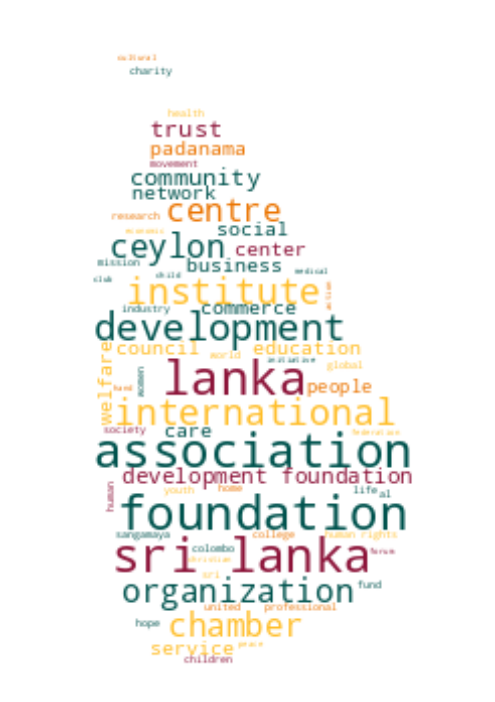 cultural
charity
health
trust
padanama
movement
community
network
research centre
economic social
ceylon center
mission business
club child medical
institute action
industry commerce
development
council world education
initiative global
welfare lanka people
hand women
international
society care federation
association
development foundation
human youth home life al
foundation
sangamaya college human rights
colombo
sri lanka forum
christian
sri
organization fund
united professional
hope chamber
service peace
children